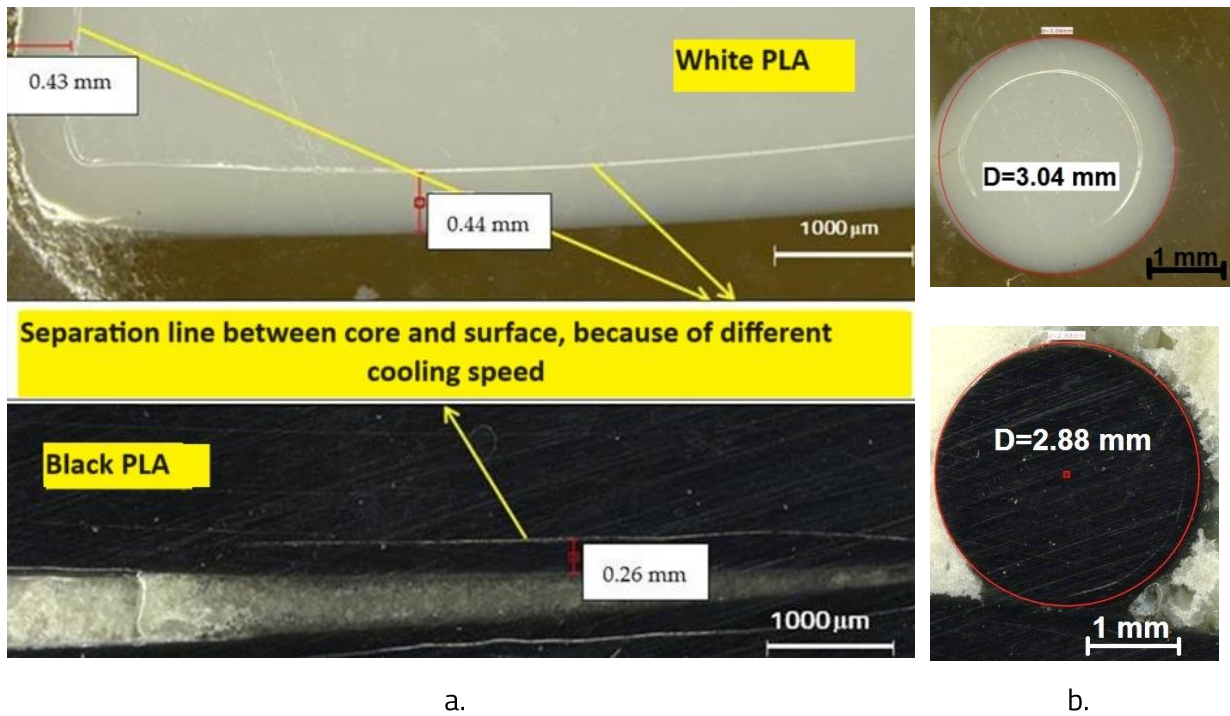 White PLA
0.43 mm
0.44 mm
1000 µm
D=3.04 mm
1 mm
Separation line between core and surface, because of different
cooling speed
Black PLA
0.26 mm
1000 µm
D=2.88 mm
1 mm
a.
b.